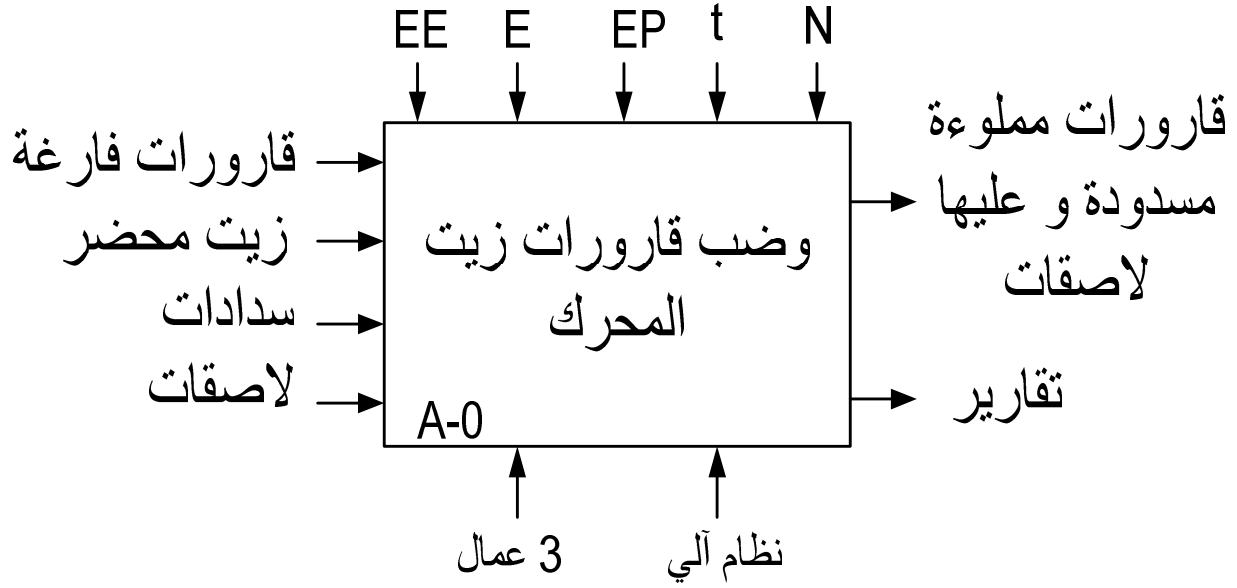 EE E EP t N
قارورات فارغة
زيت محضر
سدادات
لاصقات
وضب قارورات زيت
المحرك
A-0
قارورات مملوءة
مسدودة و عليها
لاصقات
تقارير
3 عمال
نظام آلي